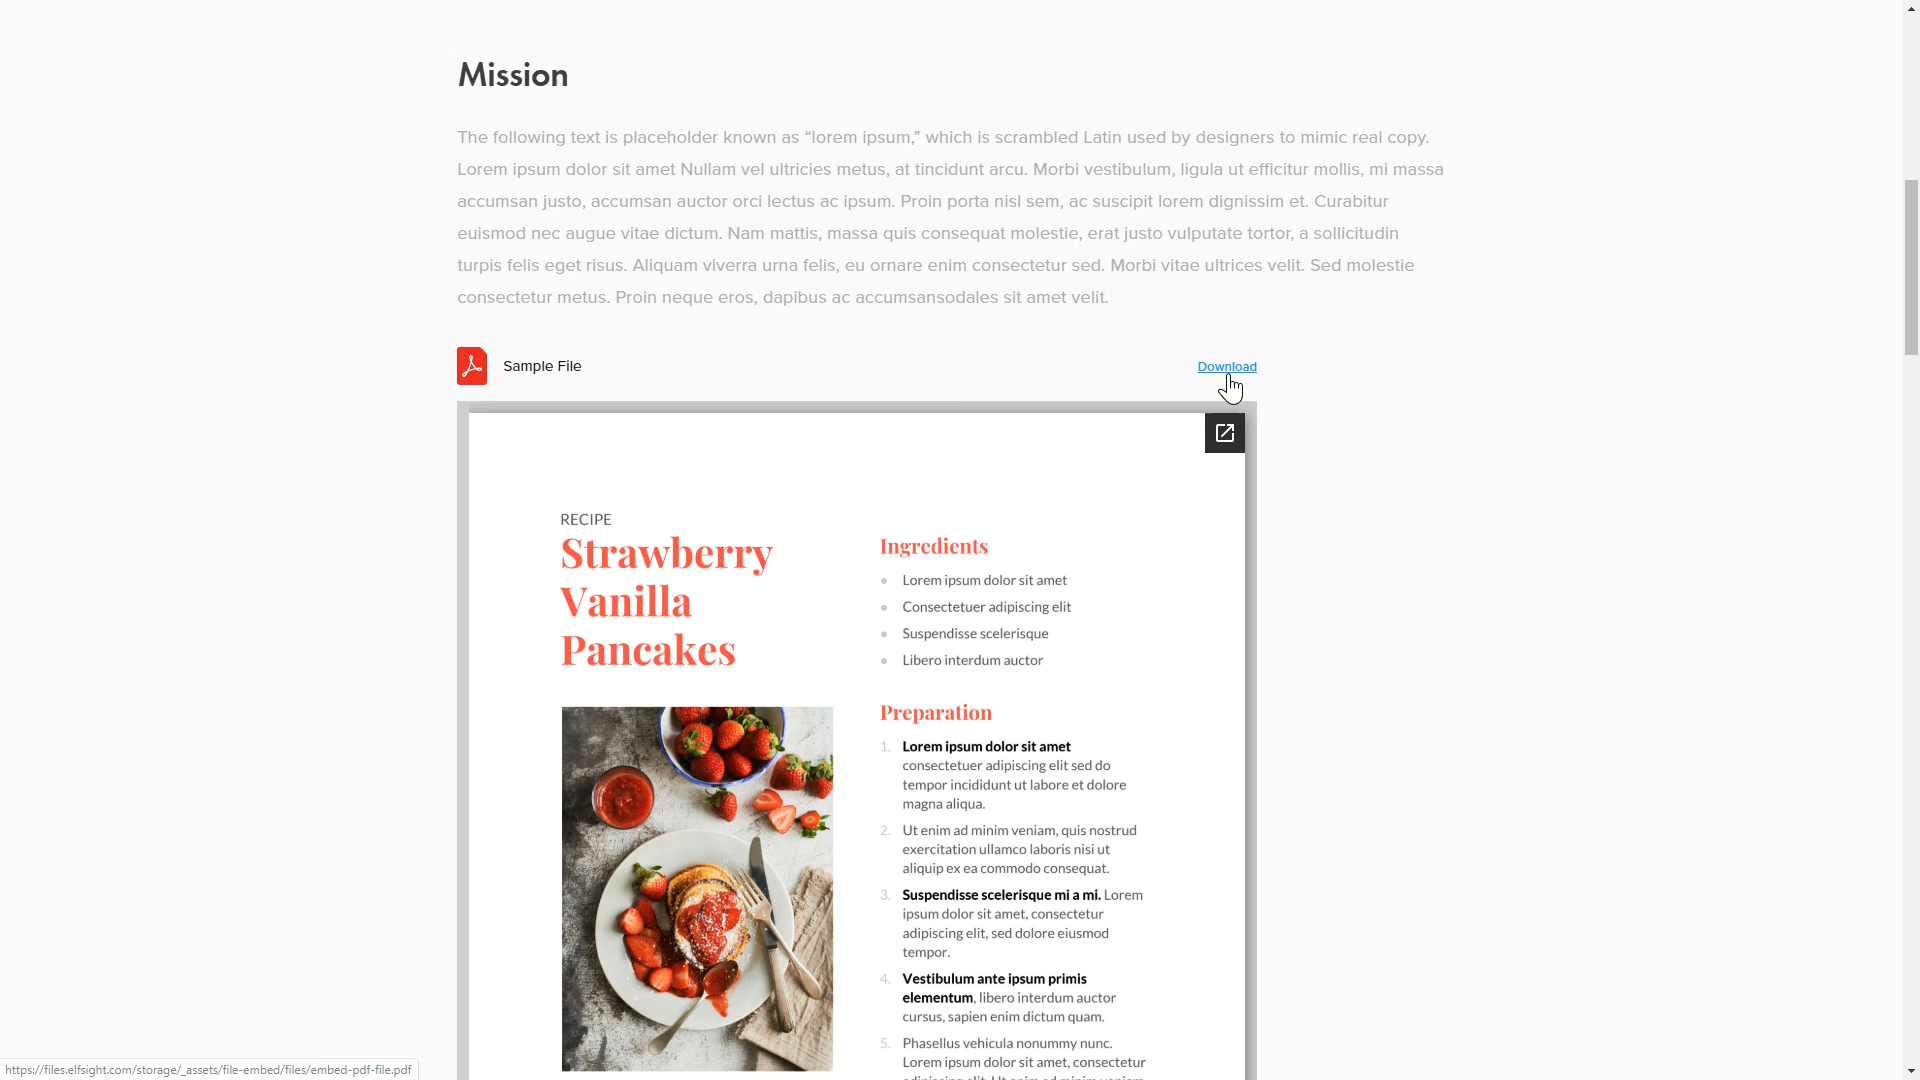 Mission
The following text is placeholder known as “lorem ipsum,” which is scrambled Latin used by designers to mimic real copy.
Lorem ipsum dolor sit amet Nullam vel ultricies metus, at tincidunt arcu. Morbi vestibulum, ligula ut efficitur mollis, mi massa
accumsan justo, accumsan auctor orci lectus ac ipsum. Proin porta nisl sem, ac suscipit lorem dignissim et. Curabitur
euismod nec augue vitae dictum. Nam mattis, massa quis consequat molestie, erat justo vulputate tortor, a sollicitudin
turpis felis eget risus. Aliquam viverra urna felis, eu ornare enim consectetur sed. Morbi vitae ultrices velit. Sed molestie
consectetur metus. Proin neque eros, dapibus ac accumsansodales sit amet velit.
Sample File
Download
RECIPE
Strawberry
Vanilla
Pancakes
Ingredients
Lorem ipsum dolor sit amet
Consectetuer adipiscing elit
Suspendisse scelerisque
Libero interdum auctor
Preparation
1. Lorem ipsum dolor sit amet
consectetuer adipiscing elit sed do
tempor incididunt ut labore et dolore
magna aliqua.
2. Ut enim ad minim veniam, quis nostrud
exercitation ullamco laboris nisi ut
aliquip ex ea commodo consequat.
3. Suspendisse scelerisque mi a mi. Lorem
ipsum dolor sit amet, consectetur
adipiscing elit, sed dolore eiusmod
tempor.
4. Vestibulum ante ipsum primis
elementum, libero interdum auctor
cursus, sapien enim dictum quam.
5. Phasellus vehicula nonummy nunc.
Lorem ipsum dolor sit amet, consectetur
https://files.elfsight.com/storage/_assets/file-embed/files/embed-pdf-file.pdf